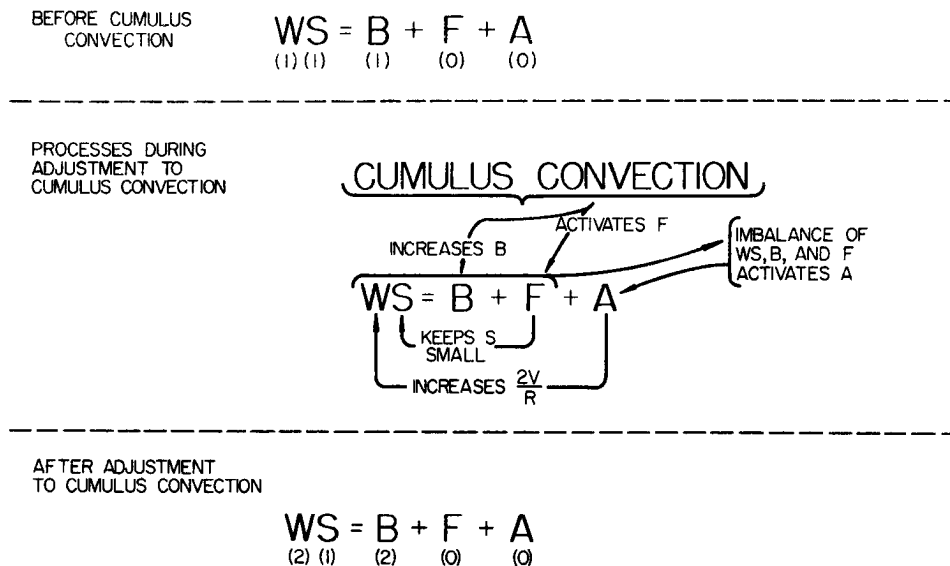 BEFORE CUMULUS
CONVECTION
WS = B + F + A
(1) (1) (1) (0) (0)
PROCESSES DURING
ADJUSTMENT TO
CUMULUS CONVECTION
CUMULUS CONVECTION
ACTIVATES F
INCREASES B
IMBALANCE OF
WS, B, AND F
ACTIVATES A
WS = B + F + A
KEEPS S
SMALL
INCREASES 2V/R
AFTER ADJUSTMENT
TO CUMULUS CONVECTION
WS = B + F + A
(2) (1) (2) (0) (0)